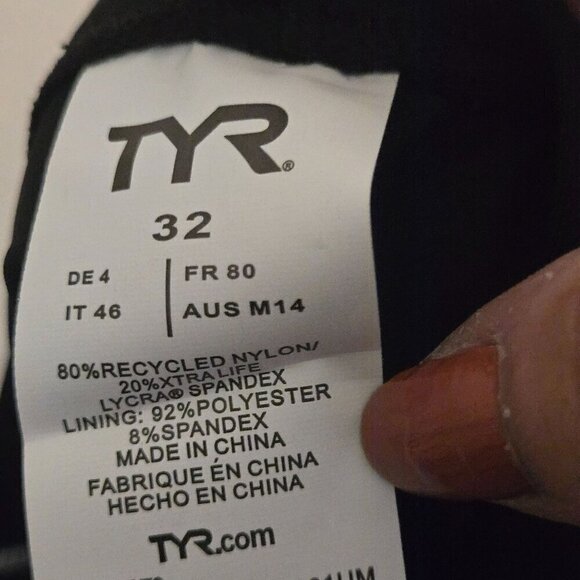 TYR®
32
DE 4 | FR 80
IT 46 | AUS M14
80%RECYCLED NYLON/
20%XTRA LIFE
LYCRA® SPANDEX
LINING: 92%POLYESTER
8%SPANDEX
MADE IN CHINA
FABRIQUE ÉN CHINA
HECHO EN CHINA
TYR.com